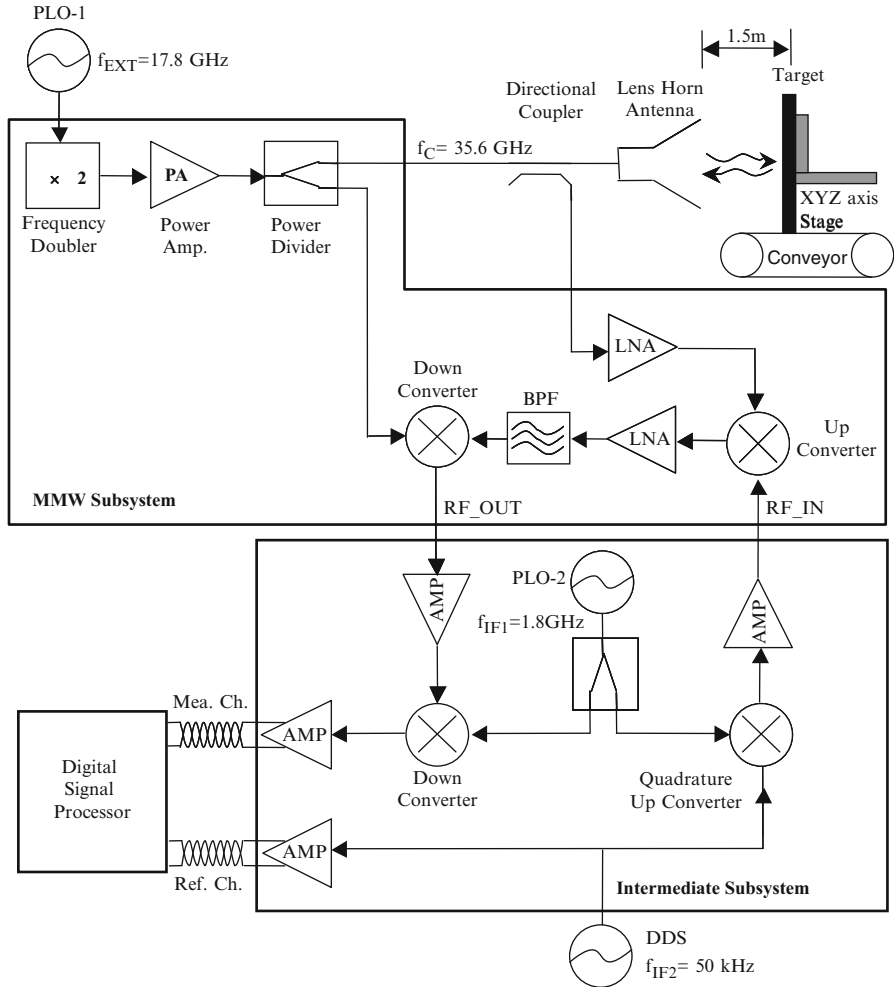 PLO-1
f_EXT=17.8 GHz
1.5m
Target
Directional
Coupler
Lens Horn
Antenna
f_C= 35.6 GHz
× 2
PA
Frequency
Doubler
Power
Amp.
Power
Divider
XYZ axis
Stage
Conveyor
LNA
Down
Converter
BPF
LNA
Up
Converter
MMW Subsystem
RF_OUT
RF_IN
PLO-2
f_IF1=1.8GHz
AMP
AMP
Mea. Ch.
AMP
Digital
Signal
Processor
Down
Converter
Quadrature
Up Converter
AMP
Ref. Ch.
Intermediate Subsystem
DDS
f_IF2= 50 kHz